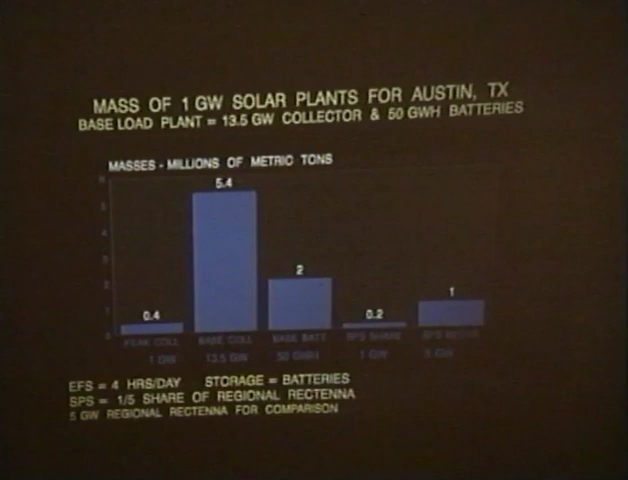 MASS OF 1 GW SOLAR PLANTS FOR AUSTIN, TX
BASE LOAD PLANT = 13.5 GW COLLECTOR & 50 GWH BATTERIES
MASSES - MILLIONS OF METRIC TONS
5.4
2
0.4
0.2
1
PEAK COLL BASE COLL BASE BATT SPS SHARE
1 GW 13.5 GW 50 GWH 1 GW 5 GW
EFS = 4 HRS/DAY STORAGE = BATTERIES
SPS = 1/5 SHARE OF REGIONAL RECTENNA
5 GW REGIONAL RECTENNA FOR COMPARISON